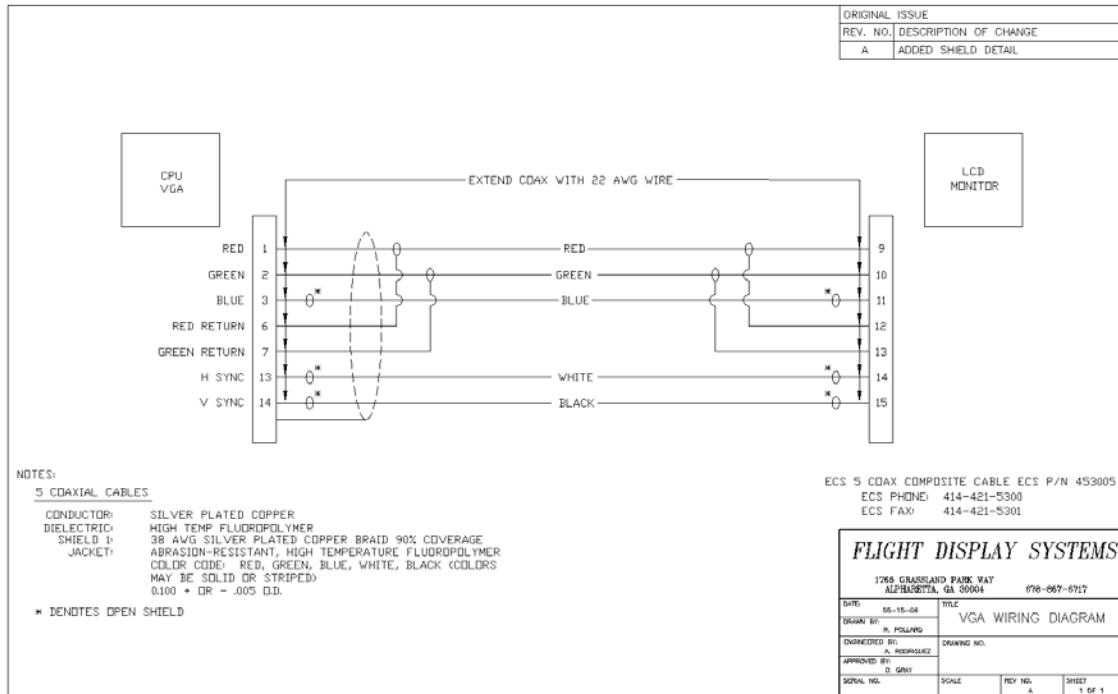 ORIGINAL ISSUE
REV. NO. DESCRIPTION OF CHANGE
A ADDED SHIELD DETAIL
CPU
VGA
LCD
MONITOR
EXTEND COAX WITH 22 AWG WIRE
RED 1 RED 9
GREEN 2 GREEN 10
BLUE 3 * BLUE * 11
RED RETURN 6 12
GREEN RETURN 7 13
H SYNC 13 * WHITE * 14
V SYNC 14 * BLACK * 15
NOTES:
5 COAXIAL CABLES
CONDUCTOR: SILVER PLATED COPPER
DIELECTRIC: HIGH TEMP FLUOROPOLYMER
SHIELD 1: 38 AWG SILVER PLATED COPPER BRAID 90% COVERAGE
JACKET: ABRASION-RESISTANT, HIGH TEMPERATURE FLUOROPOLYMER
COLOR CODE: RED, GREEN, BLUE, WHITE, BLACK (COLORS
MAY BE SOLID OR STRIPED)
0.100 + OR - .005 O.D.
* DENOTES OPEN SHIELD
ECS 5 COAX COMPOSITE CABLE ECS P/N 453005
ECS PHONE: 414-421-5300
ECS FAX: 414-421-5301
FLIGHT DISPLAY SYSTEMS
GRASSLAND PARK WAY
ALPHARETTA, GA 30004 678-867-6717
DATE: TITLE
VGA WIRING DIAGRAM
DRAWN BY: R. POLLARD
ENGINEERED BY: A. RODRIGUEZ DRAWING NO.
APPROVED BY: D. GRAY
SERIAL NO. SCALE REV NO. A SHEET 1 OF 1